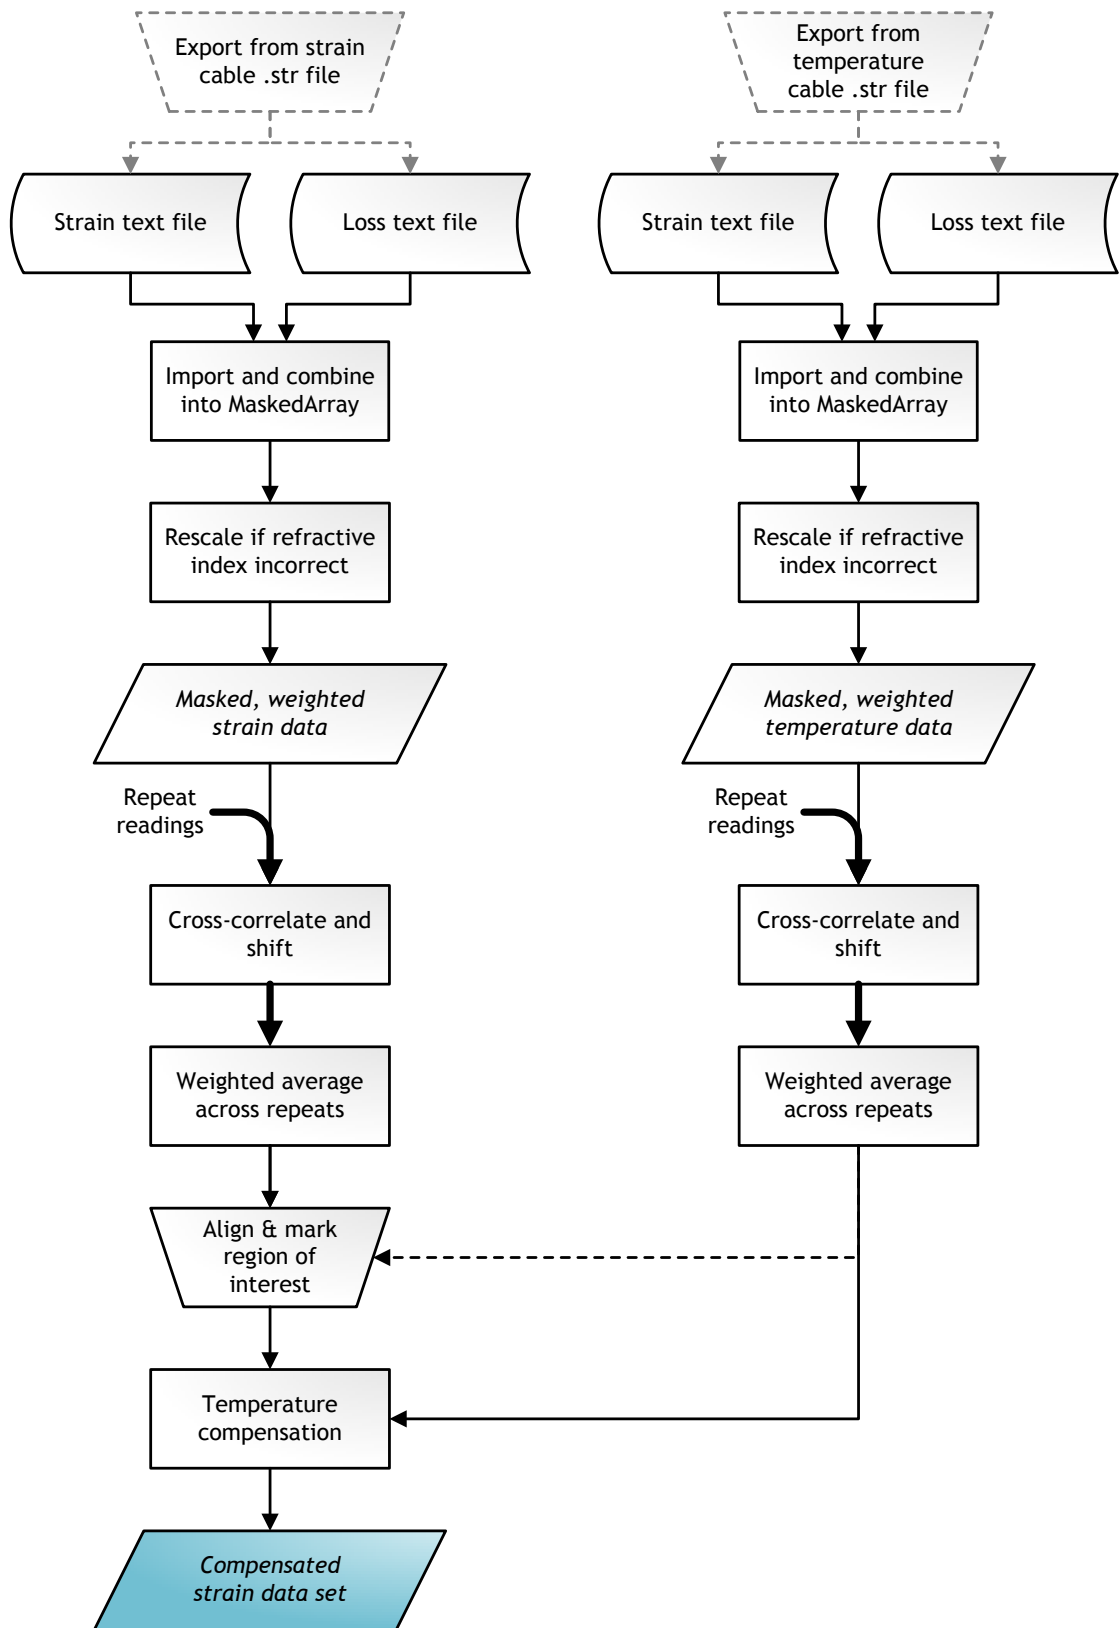 Export from strain
cable .str file
Export from
temperature
cable .str file
Strain text file
Loss text file
Strain text file
Loss text file
Import and combine
into MaskedArray
Import and combine
into MaskedArray
Rescale if refractive
index incorrect
Rescale if refractive
index incorrect
Masked, weighted
strain data
Masked, weighted
temperature data
Repeat
readings
Repeat
readings
Cross-correlate and
shift
Cross-correlate and
shift
Weighted average
across repeats
Weighted average
across repeats
Align & mark
region of
interest
Temperature
compensation
Compensated
strain data set